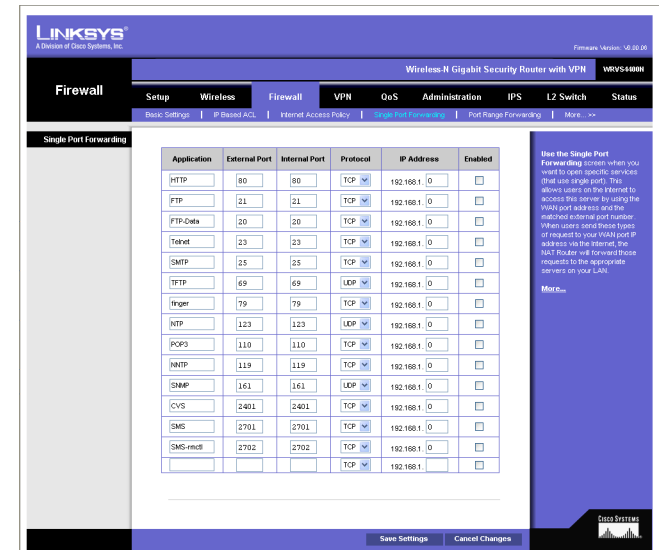 LINKSYS®
A Division of Cisco Systems, Inc.
Firmware Version: V0.00.06
Wireless-N Gigabit Security Router with VPN WRVS4400N
Firewall
Setup Wireless Firewall VPN QoS Administration IPS L2 Switch Status
Basic Settings | IP Based ACL | Internet Access Policy | Single Port Forwarding | Port Range Forwarding | More... >>
Single Port Forwarding
Application External Port Internal Port Protocol IP Address Enabled
HTTP 80 80 TCP 192.168.1. 0
FTP 21 21 TCP 192.168.1. 0
FTP-Data 20 20 TCP 192.168.1. 0
Telnet 23 23 TCP 192.168.1. 0
SMTP 25 25 TCP 192.168.1. 0
TFTP 69 69 UDP 192.168.1. 0
finger 79 79 TCP 192.168.1. 0
NTP 123 123 UDP 192.168.1. 0
POP3 110 110 TCP 192.168.1. 0
NNTP 119 119 TCP 192.168.1. 0
SNMP 161 161 UDP 192.168.1. 0
CVS 2401 2401 TCP 192.168.1. 0
SMS 2701 2701 TCP 192.168.1. 0
SMS-rmctl 2702 2702 TCP 192.168.1. 0
TCP 192.168.1.
Use the Single Port
Forwarding screen when you
want to open specific services
(that use single port). This
allows users on the Internet to
access this server by using the
WAN port address and the
matched external port number.
When users send these types
of request to your WAN port IP
address via the Internet, the
NAT Router will forward those
requests to the appropriate
servers on your LAN.
More...
Save Settings Cancel Changes
CISCO SYSTEMS